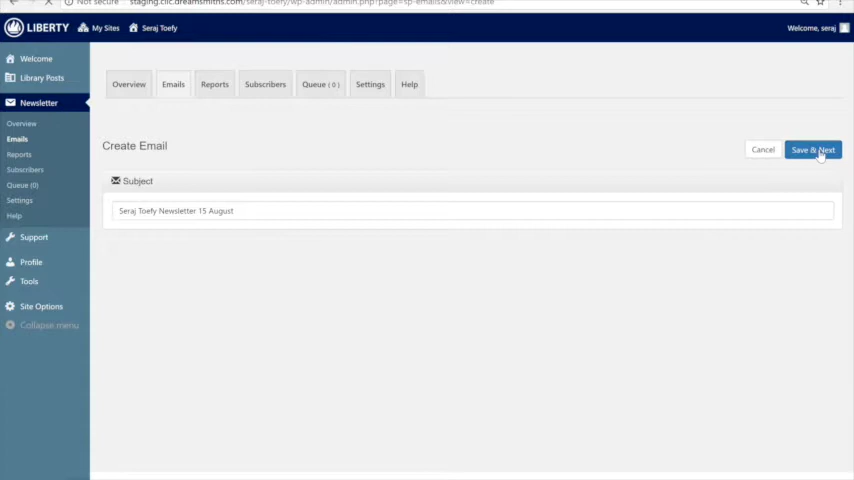 Not secure staging.cilc.dreamsmiths.com/seraj-toefy/wp-admin/admin.php?page=sp-emails&view=create
LIBERTY My Sites Seraj Toefy Welcome, seraj
Welcome
Library Posts
Newsletter
Overview
Emails
Reports
Subscribers
Queue (0)
Settings
Help
Support
Profile
Tools
Site Options
Collapse menu
Overview Emails Reports Subscribers Queue ( 0 ) Settings Help
Create Email Cancel Save & Next
Subject
Seraj Toefy Newsletter 15 August